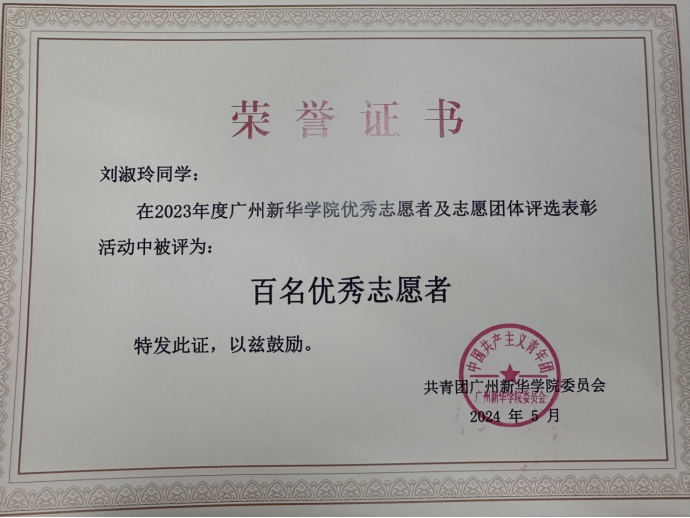 荣誉证书
刘淑玲同学：
在2023年度广州新华学院优秀志愿者及志愿团体评选表彰
活动中被评为：
百名优秀志愿者
特发此证，以兹鼓励。
中国共产主义青年团
广州新华学院委员会
共青团广州新华学院委员会
2024 年 5 月